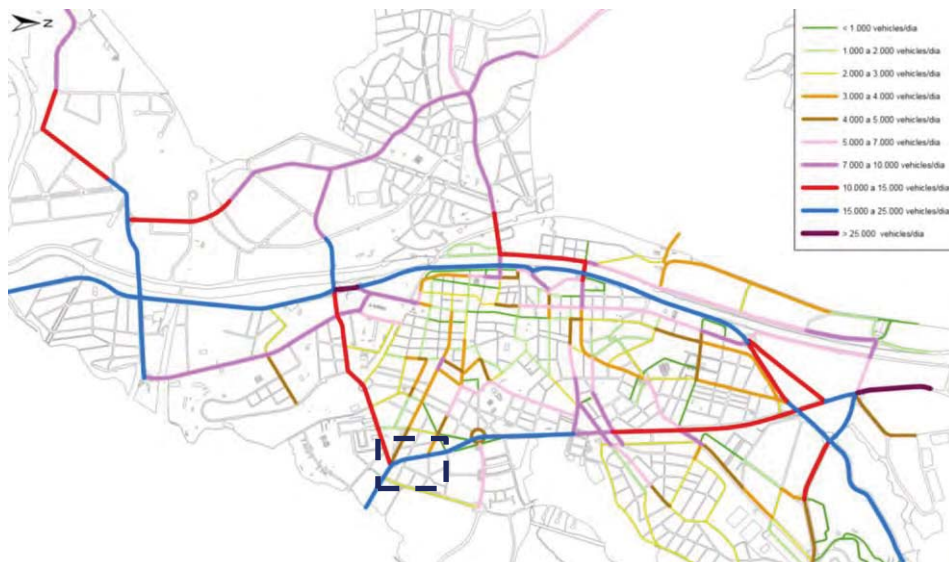 N
< 1.000 vehicles/dia
1.000 a 2.000 vehicles/dia
2.000 a 3.000 vehicles/dia
3.000 a 4.000 vehicles/dia
4.000 a 5.000 vehicles/dia
5.000 a 7.000 vehicles/dia
7.000 a 10.000 vehicles/dia
10.000 a 15.000 vehicles/dia
15.000 a 25.000 vehicles/dia
> 25.000 vehicles/dia